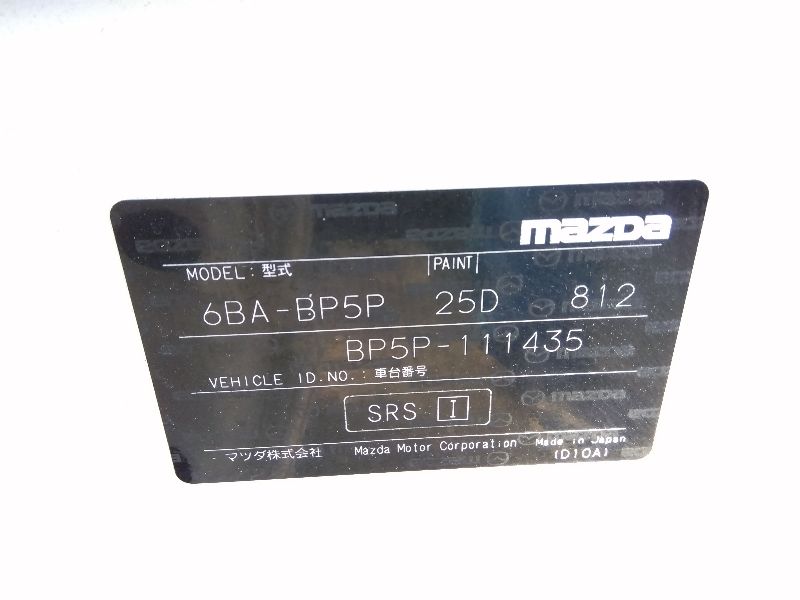 mazda
MODEL: 型式 PAINT
6BA-BP5P 25D 812
BP5P-111435
VEHICLE ID.NO.: 車台番号
SRS I
マツダ株式会社 Mazda Motor Corporation Made in Japan
(D10A)